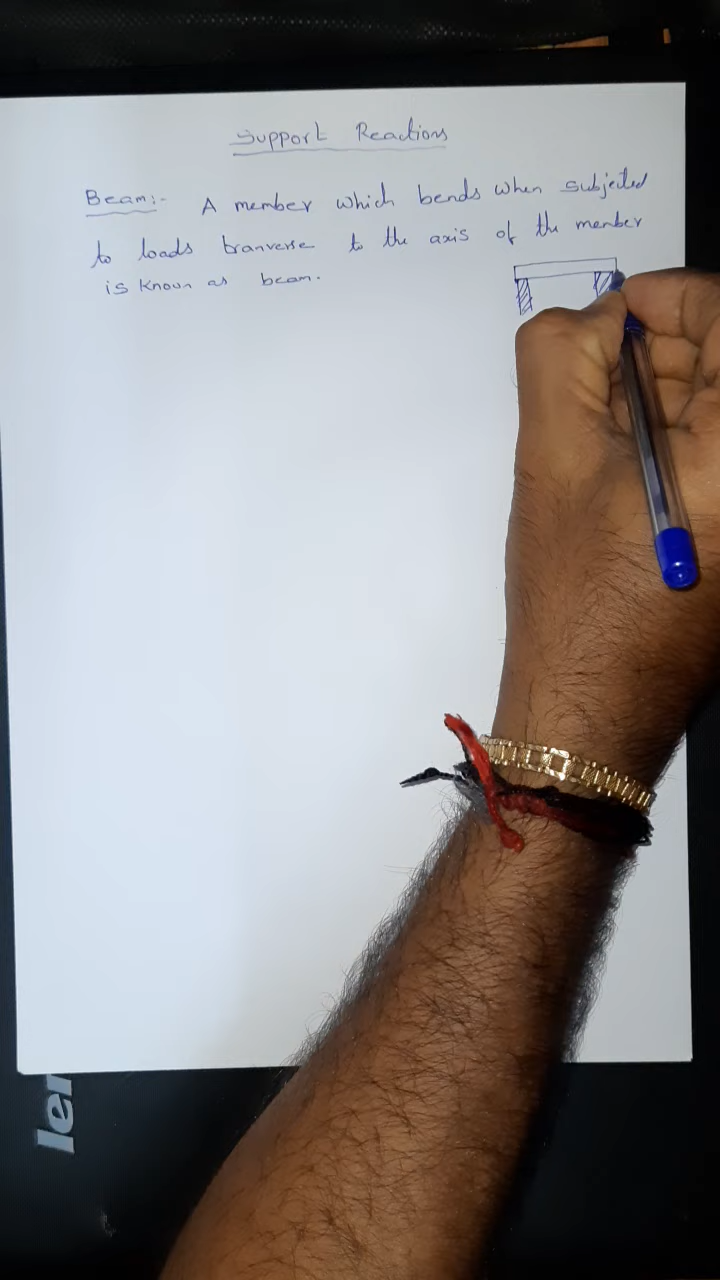 Support Reactions
Beam:- A member which bends when subjected
to loads tranverse to the axis of the member
is known as beam.
ler